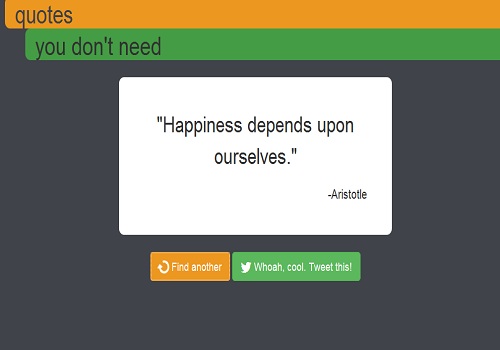 quotes
you don't need
"Happiness depends upon
ourselves."
-Aristotle
Find another
Whoah, cool. Tweet this!